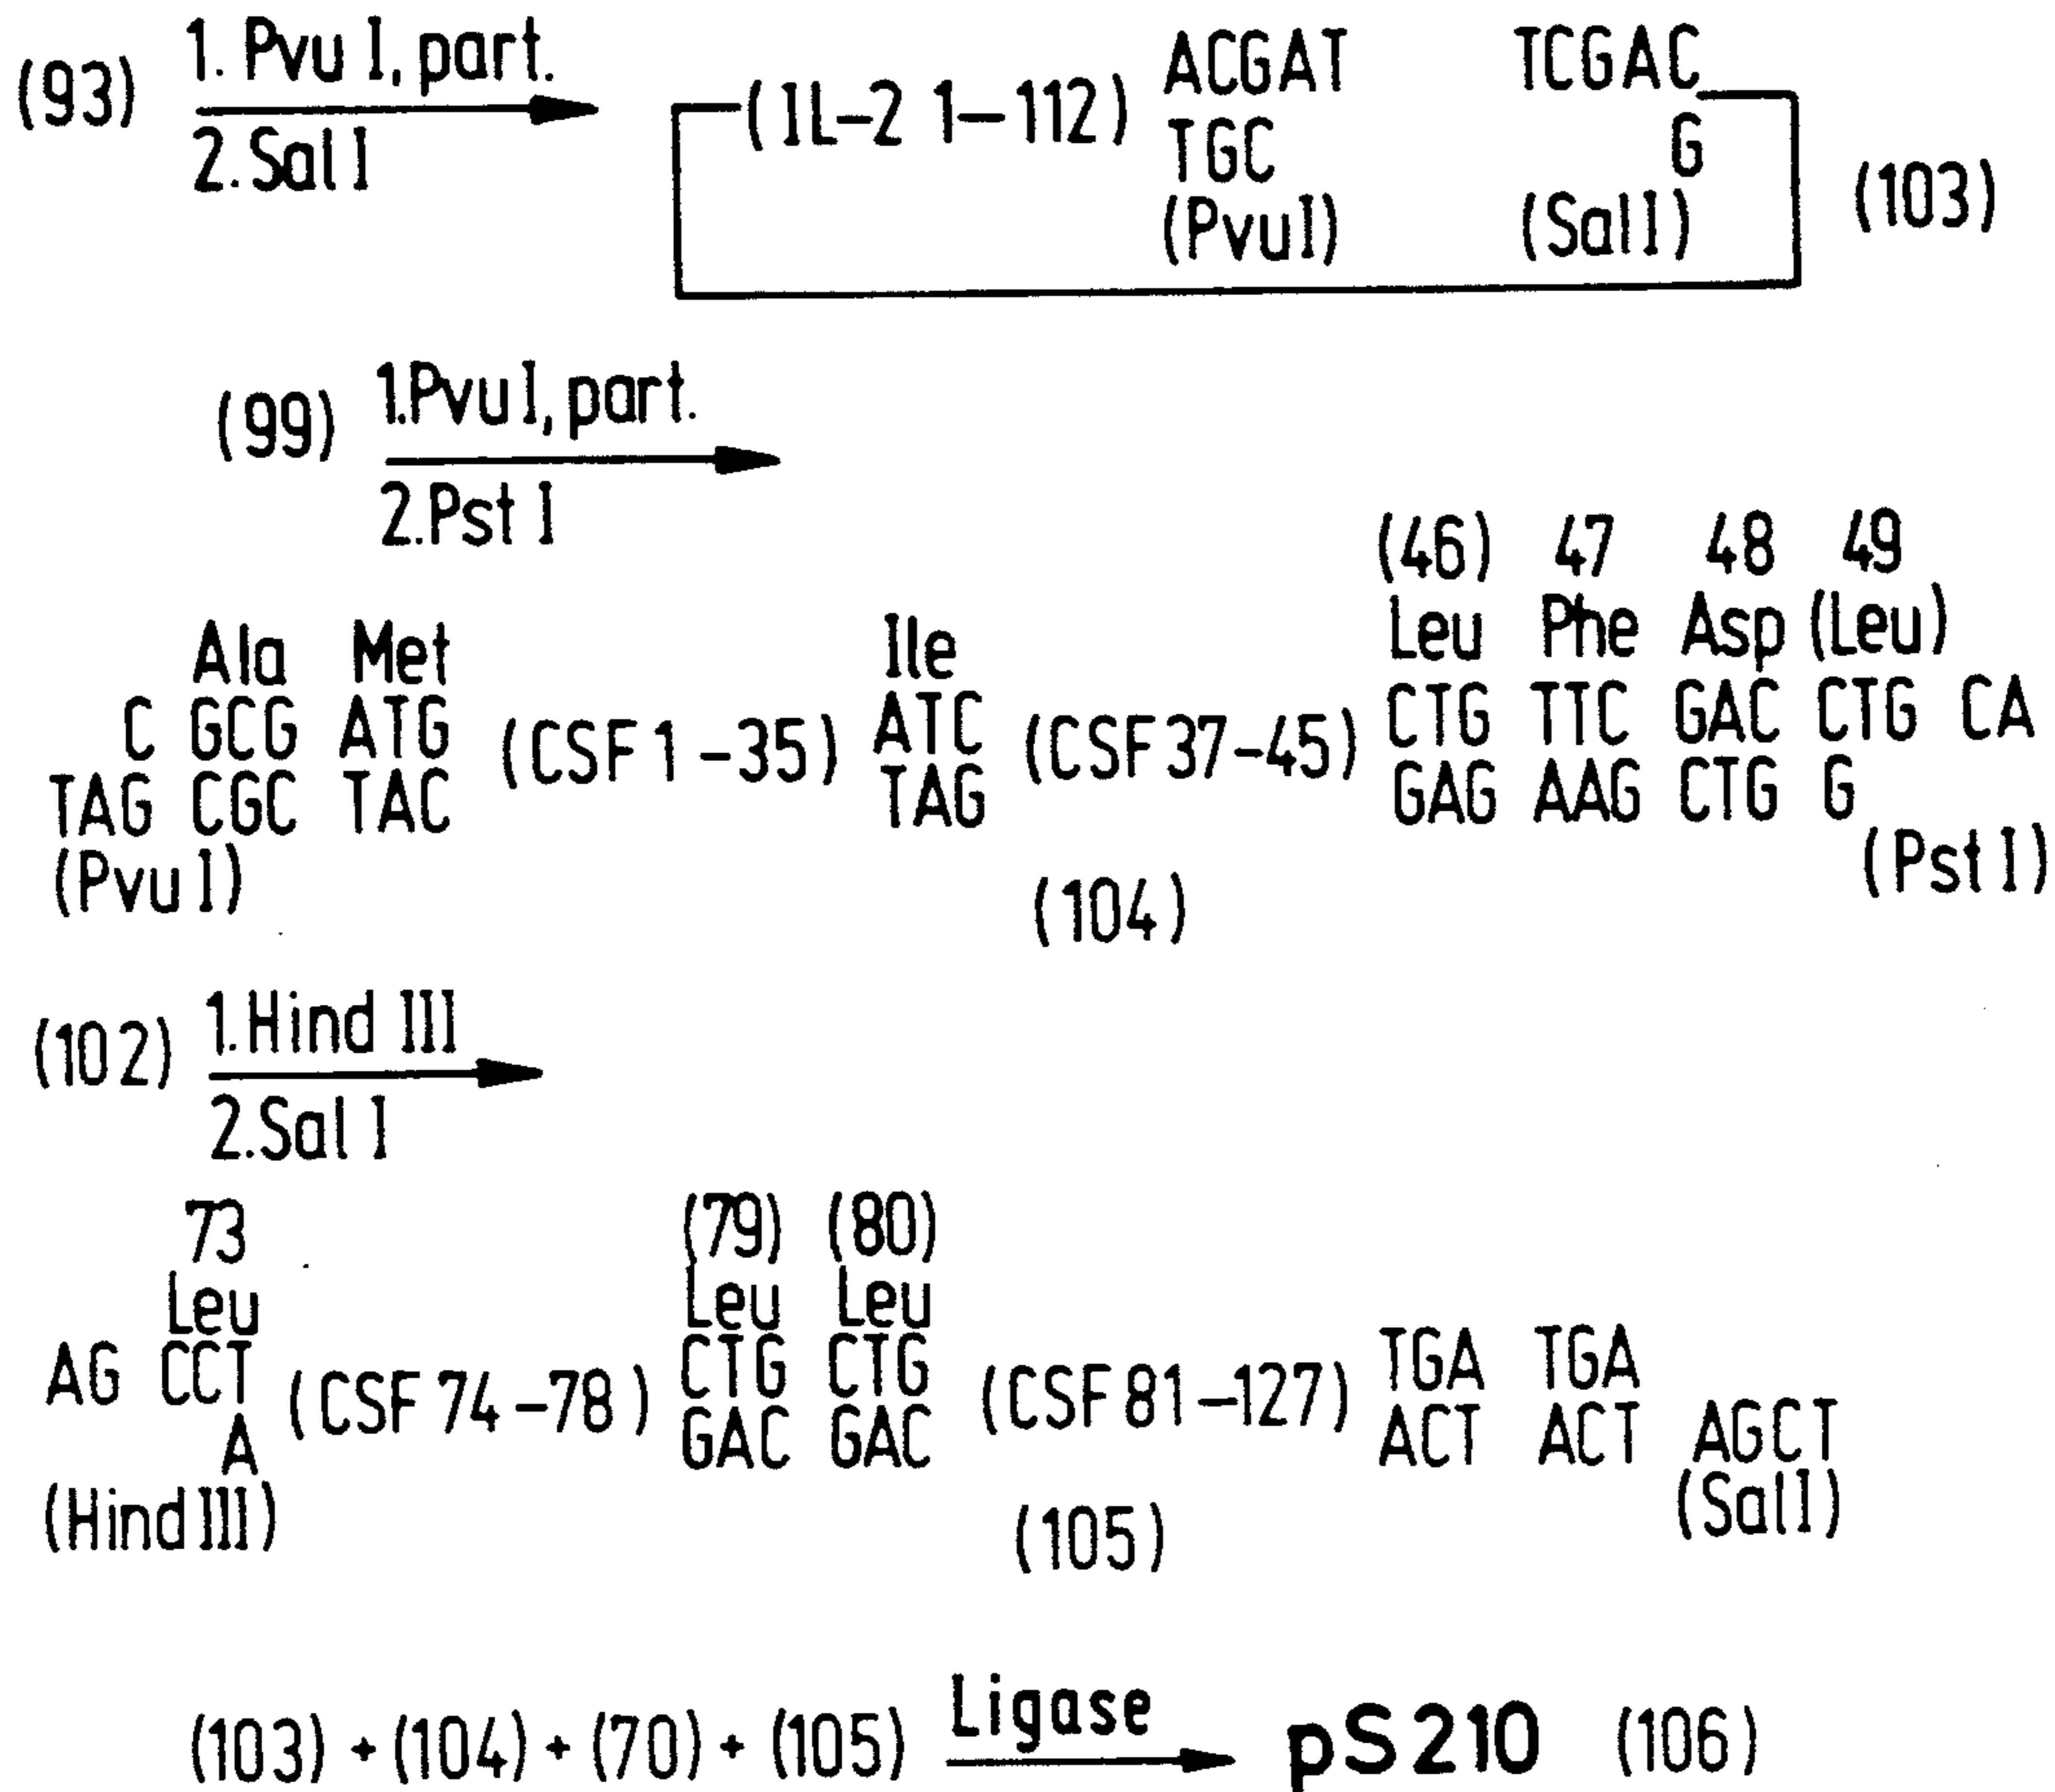 (93) 1. Pvu I, part.
2. Sal I
(IL-2 1-112) ACGAT TCGAC
TGC G
(PvuI) (SalI) (103)
(99) 1.Pvu I, part.
2.Pst I
(46) 47 48 49
Ala Met Ile Leu Phe Asp (Leu)
C GCG ATG (CSF 1-35) ATC (CSF 37-45) CTG TTC GAC CTG CA
TAG CGC TAC TAG GAG AAG CTG G
(Pvu I) (Pst I)
(104)
(102) 1.Hind III
2.Sal I
73 (79) (80)
Leu Leu Leu
AG CCT (CSF 74-78) CTG CTG (CSF 81-127) TGA TGA
A GAC GAC ACT ACT AGCT
(Hind III) (SalI)
(105)
(103) + (104) + (70) + (105) Ligase pS210 (106)